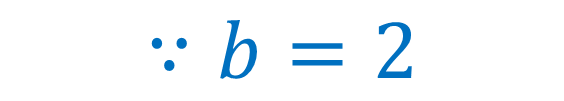 ∵ b = 2